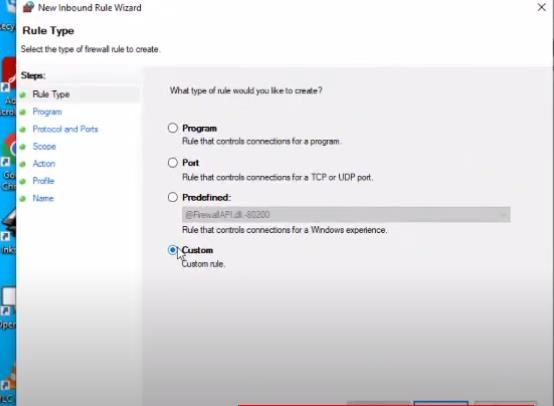 New Inbound Rule Wizard
Rule Type
Select the type of firewall rule to create.
Steps:
Rule Type
Program
Protocol and Ports
Scope
Action
Profile
Name
What type of rule would you like to create?
Program
Rule that controls connections for a program.
Port
Rule that controls connections for a TCP or UDP port.
Predefined:
@FirewallAPI.dll,-80200
Rule that controls connections for a Windows experience.
Custom
Custom rule.